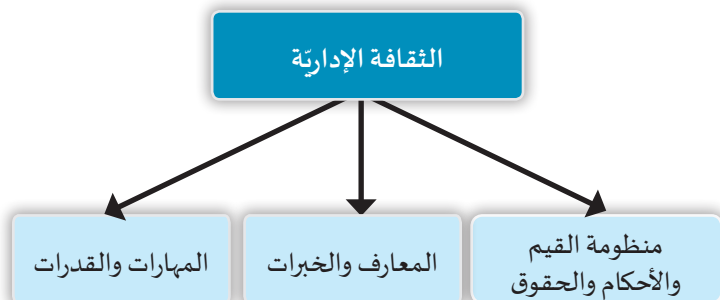 الثقافة الإداريّة
منظومة القيم
والأحكام والحقوق
المعارف والخبرات
المهارات والقدرات